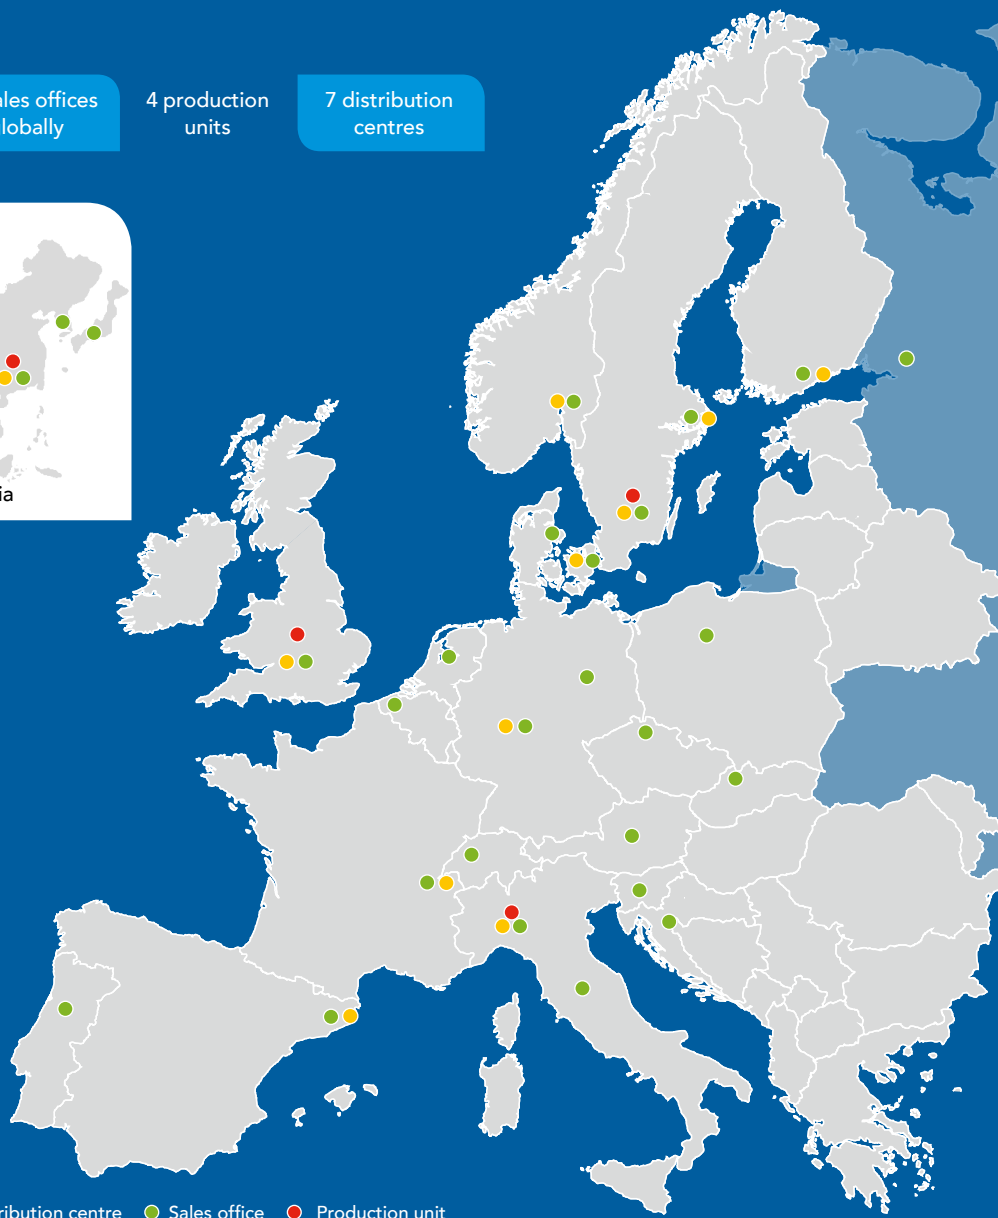 ales offices
lobally
4 production
units
7 distribution
centres
ia
ribution centre
Sales office
Production unit